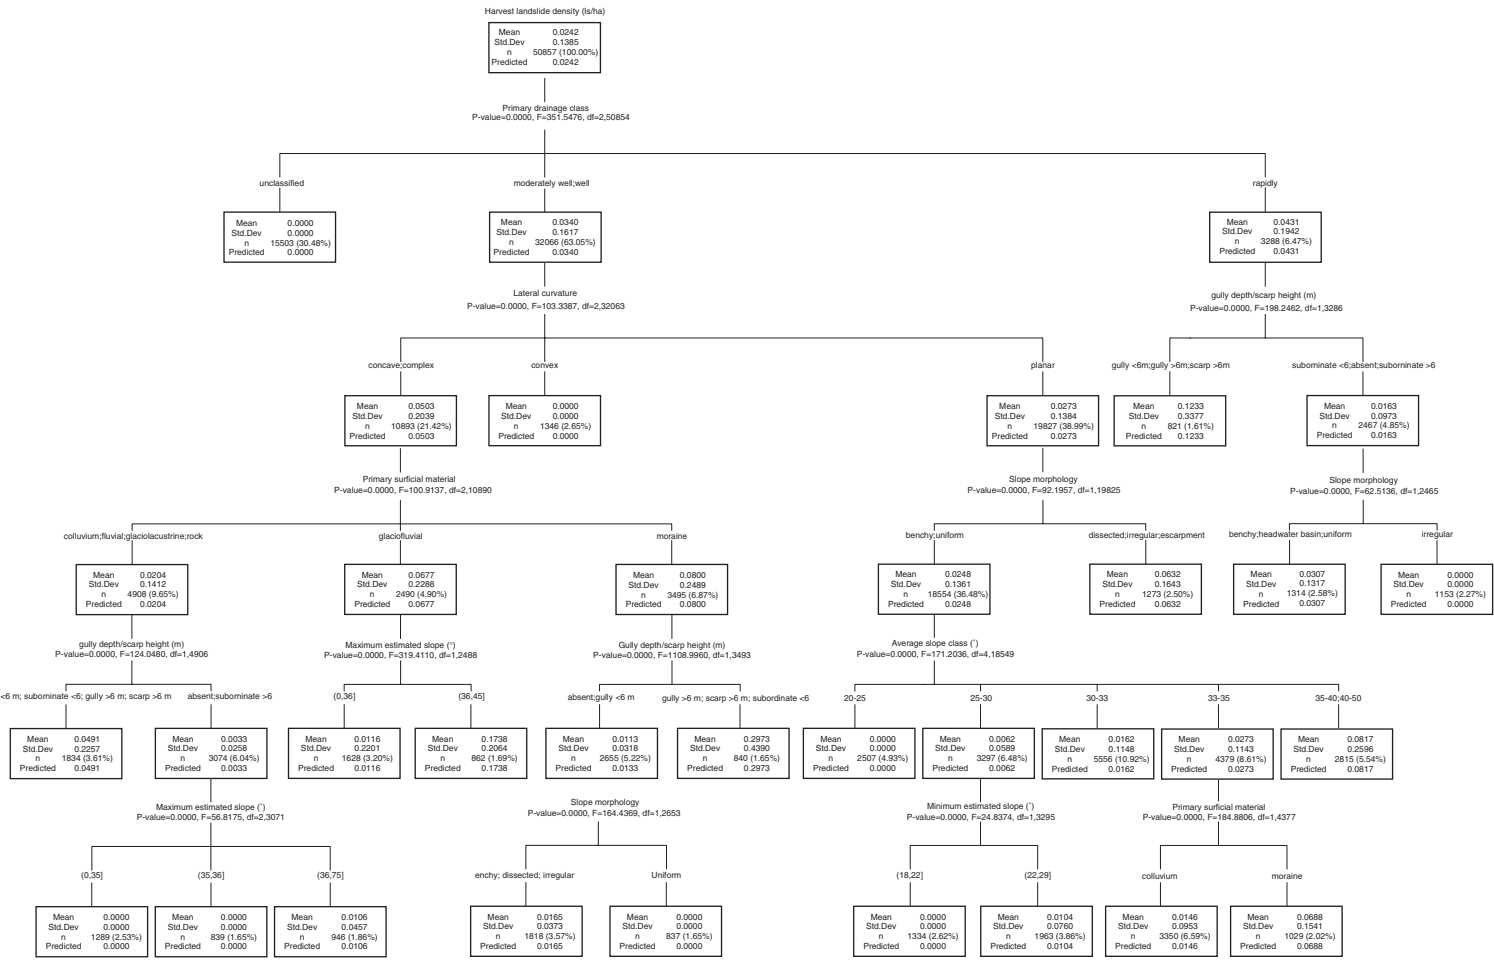 Harvest landslide density (ls/ha)
Mean 0.0242
Std.Dev 0.1385
n 50857 (100.00%)
Predicted 0.0242
Primary drainage class
P-value=0.0000, F=351.5476, df=2,50854
unclassified
moderately well;well
rapidly
Mean 0.0000
Std.Dev 0.0000
n 15503 (30.48%)
Predicted 0.0000
Mean 0.0340
Std.Dev 0.1617
n 32066 (63.05%)
Predicted 0.0340
Mean 0.0431
Std.Dev 0.1942
n 3288 (6.47%)
Predicted 0.0431
Lateral curvature
P-value=0.0000, F=103.3387, df=2,32063
gully depth/scarp height (m)
P-value=0.0000, F=198.2462, df=1,3286
concave;complex
convex
planar
gully <6m;gully >6m;scarp >6m
suborninate <6;absent;suborninate >6
Mean 0.0503
Std.Dev 0.2039
n 10893 (21.42%)
Predicted 0.0503
Mean 0.0000
Std.Dev 0.0000
n 1346 (2.65%)
Predicted 0.0000
Mean 0.0273
Std.Dev 0.1384
n 19827 (38.99%)
Predicted 0.0273
Mean 0.1233
Std.Dev 0.3377
n 821 (1.61%)
Predicted 0.1233
Mean 0.0163
Std.Dev 0.0973
n 2467 (4.85%)
Predicted 0.0163
Primary surficial material
P-value=0.0000, F=100.9137, df=2,10890
Slope morphology
P-value=0.0000, F=92.1957, df=1,19825
Slope morphology
P-value=0.0000, F=62.5136, df=1,2465
colluvium;fluvial;glaciolacustrine;rock
glaciofluvial
moraine
benchy;uniform
dissected;irregular;escarpment
benchy;headwater basin;uniform
irregular
Mean 0.0204
Std.Dev 0.1412
n 4908 (9.65%)
Predicted 0.0204
Mean 0.0677
Std.Dev 0.2288
n 2490 (4.90%)
Predicted 0.0677
Mean 0.0800
Std.Dev 0.2489
n 3495 (6.87%)
Predicted 0.0800
Mean 0.0248
Std.Dev 0.1361
n 18554 (36.48%)
Predicted 0.0248
Mean 0.0632
Std.Dev 0.1643
n 1273 (2.50%)
Predicted 0.0632
Mean 0.0307
Std.Dev 0.1317
n 1314 (2.58%)
Predicted 0.0307
Mean 0.0000
Std.Dev 0.0000
n 1153 (2.27%)
Predicted 0.0000
gully depth/scarp height (m)
P-value=0.0000, F=124.0480, df=1,4906
Maximum estimated slope (°)
P-value=0.0000, F=319.4110, df=1,2488
Gully depth/scarp height (m)
P-value=0.0000, F=1108.9960, df=1,3493
Average slope class (˚)
P-value=0.0000, F=171.2036, df=4,18549
<6 m; suborninate <6; gully >6 m; scarp >6 m
absent;suborninate >6
(0,36]
(36,45]
absent;gully <6 m
gully >6 m; scarp >6 m; subordinate <6
20-25
25-30
30-33
33-35
35-40;40-50
Mean 0.0491
Std.Dev 0.2257
n 1834 (3.61%)
Predicted 0.0491
Mean 0.0033
Std.Dev 0.0258
n 3074 (6.04%)
Predicted 0.0033
Mean 0.0116
Std.Dev 0.2201
n 1628 (3.20%)
Predicted 0.0116
Mean 0.1738
Std.Dev 0.2064
n 862 (1.69%)
Predicted 0.1738
Mean 0.0113
Std.Dev 0.0318
n 2655 (5.22%)
Predicted 0.0133
Mean 0.2973
Std.Dev 0.4390
n 840 (1.65%)
Predicted 0.2973
Mean 0.0000
Std.Dev 0.0000
n 2507 (4.93%)
Predicted 0.0000
Mean 0.0062
Std.Dev 0.0589
n 3297 (6.48%)
Predicted 0.0062
Mean 0.0162
Std.Dev 0.1148
n 5556 (10.92%)
Predicted 0.0162
Mean 0.0273
Std.Dev 0.1143
n 4379 (8.61%)
Predicted 0.0273
Mean 0.0817
Std.Dev 0.2596
n 2815 (5.54%)
Predicted 0.0817
Maximum estimated slope (˚)
P-value=0.0000, F=56.8175, df=2,3071
Slope morphology
P-value=0.0000, F=164.4369, df=1,2653
Minimum estimated slope (˚)
P-value=0.0000, F=24.8374, df=1,3295
Primary surficial material
P-value=0.0000, F=184.8806, df=1,4377
(0,35]
(35,36]
(36,75]
enchy; dissected; irregular
Uniform
(18,22]
(22,29]
colluvium
moraine
Mean 0.0000
Std.Dev 0.0000
n 1289 (2.53%)
Predicted 0.0000
Mean 0.0000
Std.Dev 0.0000
n 839 (1.65%)
Predicted 0.0000
Mean 0.0106
Std.Dev 0.0457
n 946 (1.86%)
Predicted 0.0106
Mean 0.0165
Std.Dev 0.0373
n 1818 (3.57%)
Predicted 0.0165
Mean 0.0000
Std.Dev 0.0000
n 837 (1.65%)
Predicted 0.0000
Mean 0.0000
Std.Dev 0.0000
n 1334 (2.62%)
Predicted 0.0000
Mean 0.0104
Std.Dev 0.0760
n 1963 (3.86%)
Predicted 0.0104
Mean 0.0146
Std.Dev 0.0953
n 3350 (6.59%)
Predicted 0.0146
Mean 0.0688
Std.Dev 0.1541
n 1029 (2.02%)
Predicted 0.0688